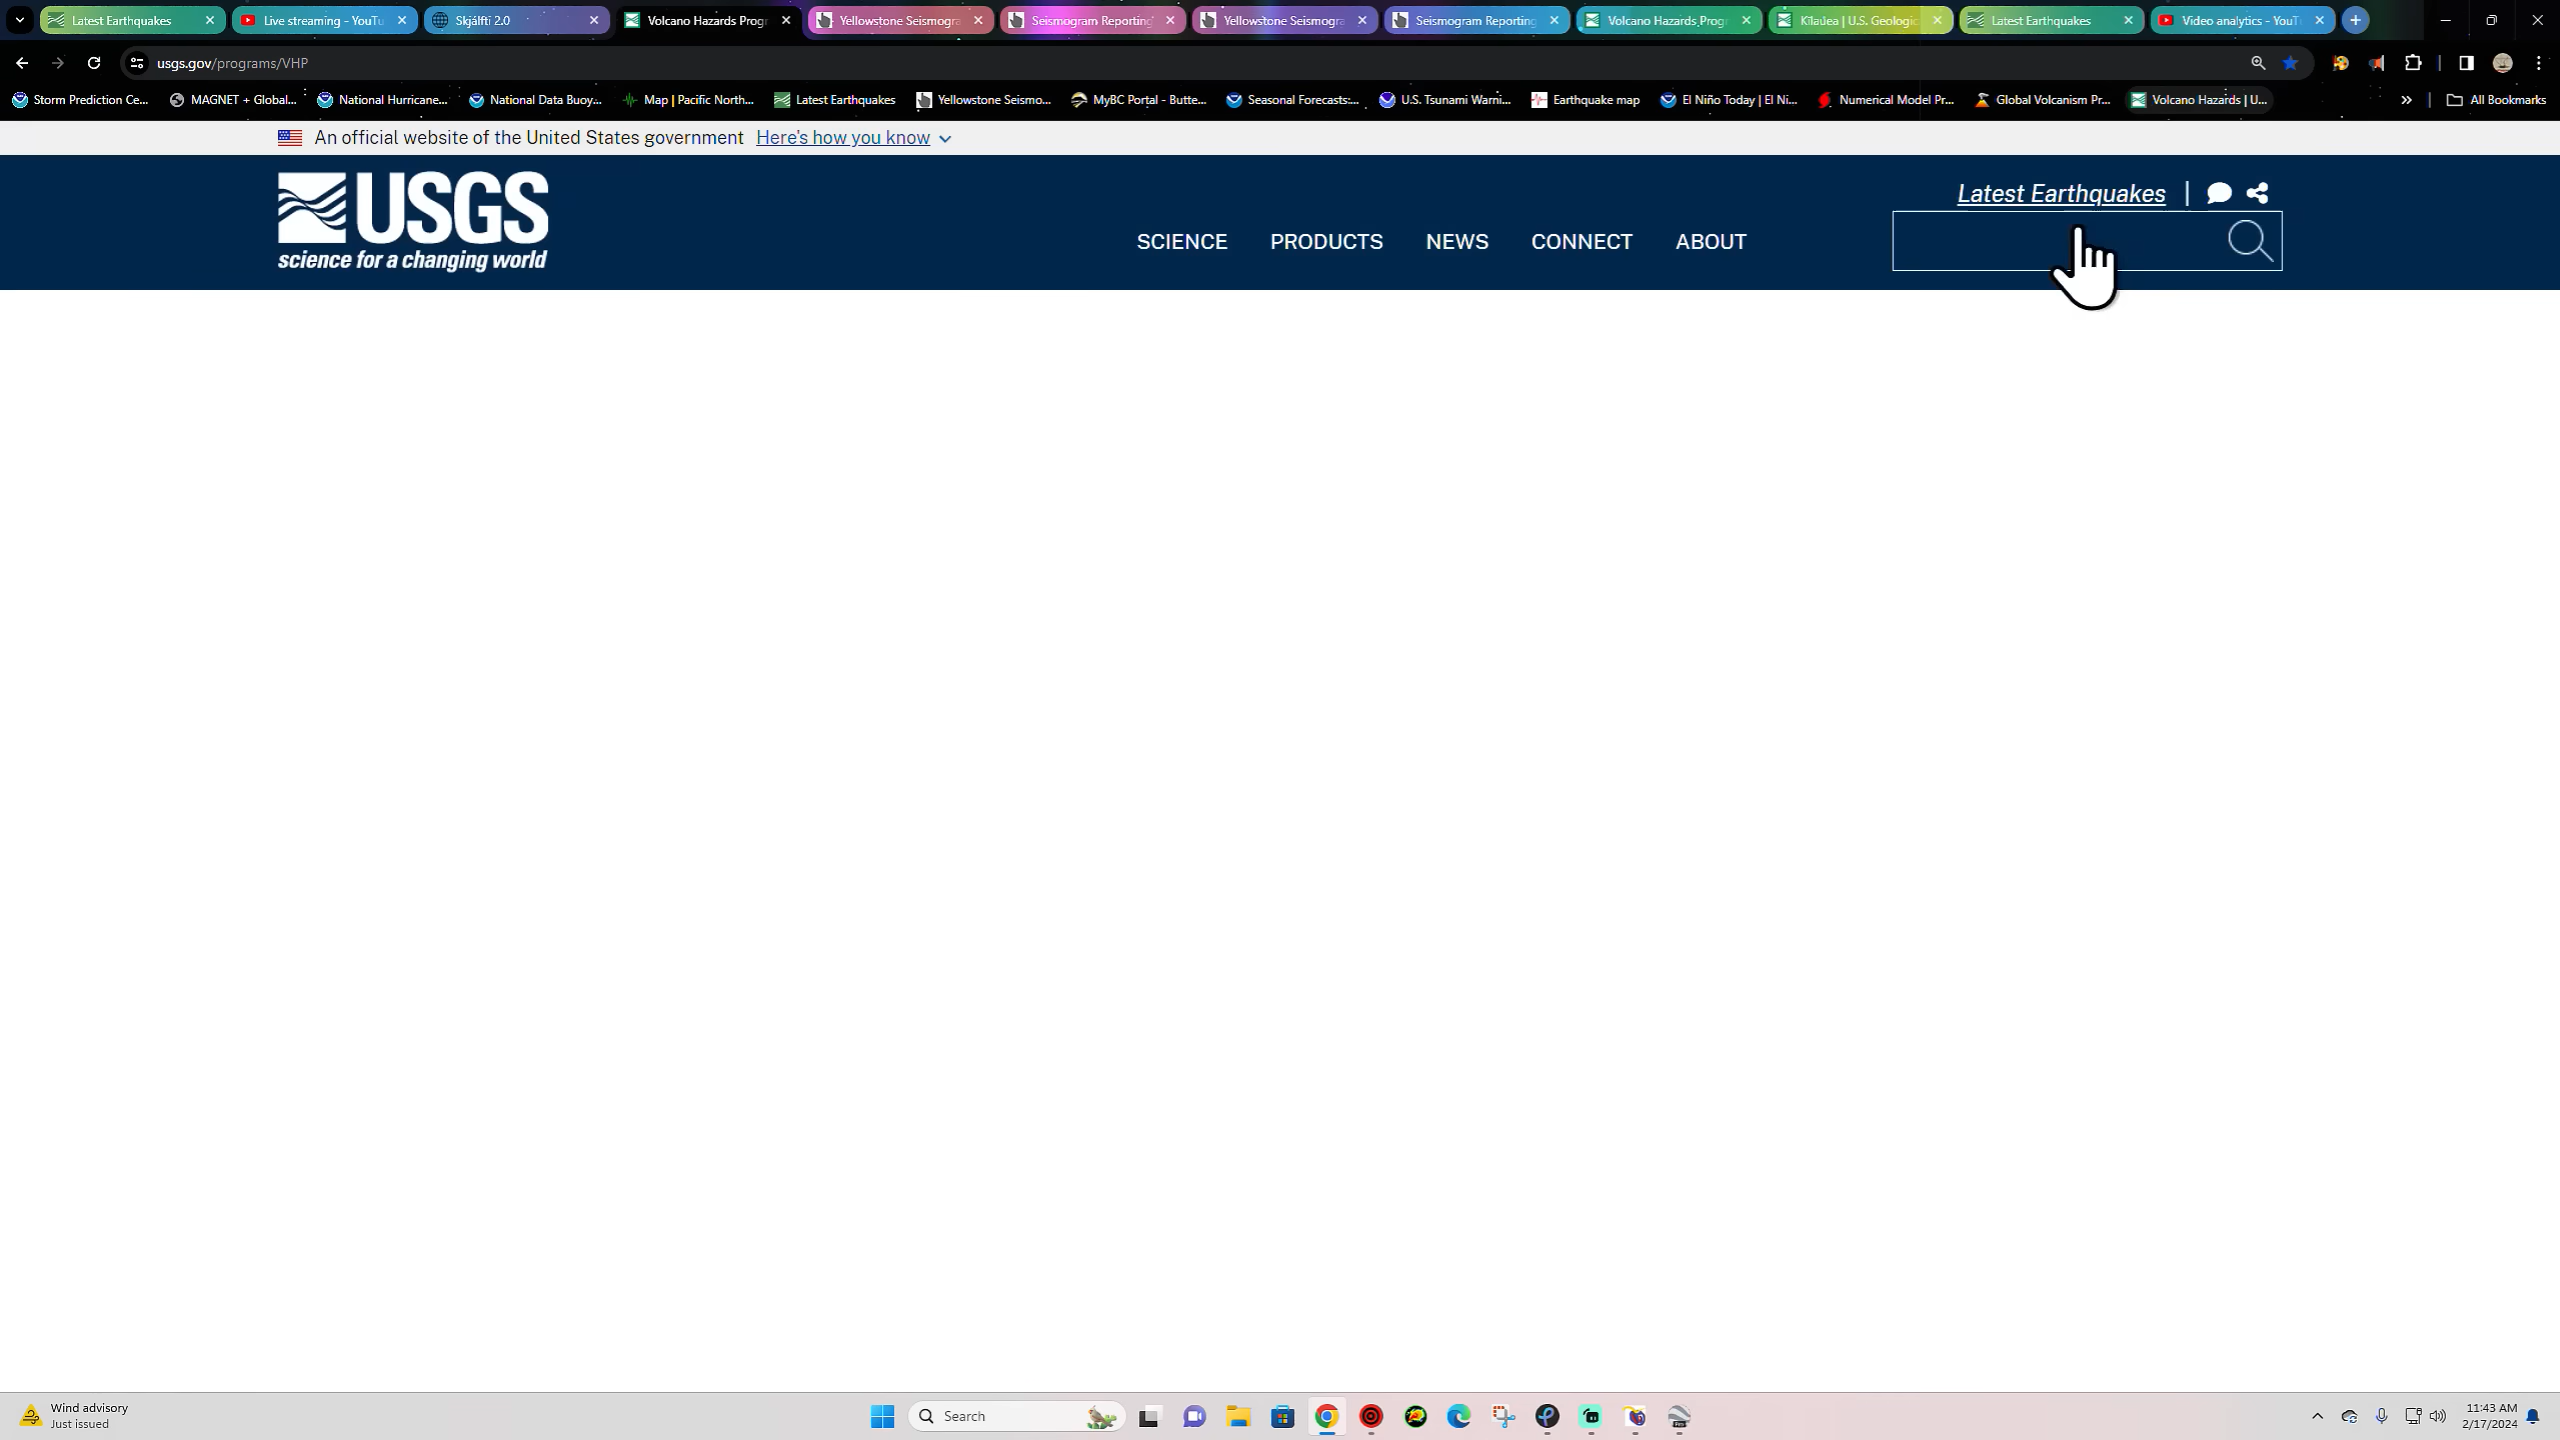 Latest Earthquakes
Live streaming - YouTu
Skjálfti 2.0
Volcano Hazards Prog
Yellowstone Seismogra
Seismogram Reporting
Yellowstone Seismogra
Seismogram Reporting
Volcano Hazards Prog
Kīlauea | U.S. Geologic
Latest Earthquakes
Video analytics - YouT
usgs.gov/programs/VHP
Storm Prediction Ce...
MAGNET + Global...
National Hurricane...
National Data Buoy...
Map | Pacific North...
Latest Earthquakes
Yellowstone Seismo...
MyBC Portal - Butte...
Seasonal Forecasts:...
U.S. Tsunami Warni...
Earthquake map
El Niño Today | El Ni...
Numerical Model Pr...
Global Volcanism Pr...
Volcano Hazards | U...
All Bookmarks
An official website of the United States government Here's how you know
Latest Earthquakes |
USGS
science for a changing world
SCIENCE PRODUCTS NEWS CONNECT ABOUT
Wind advisory
Just issued
Search
11:43 AM
2/17/2024